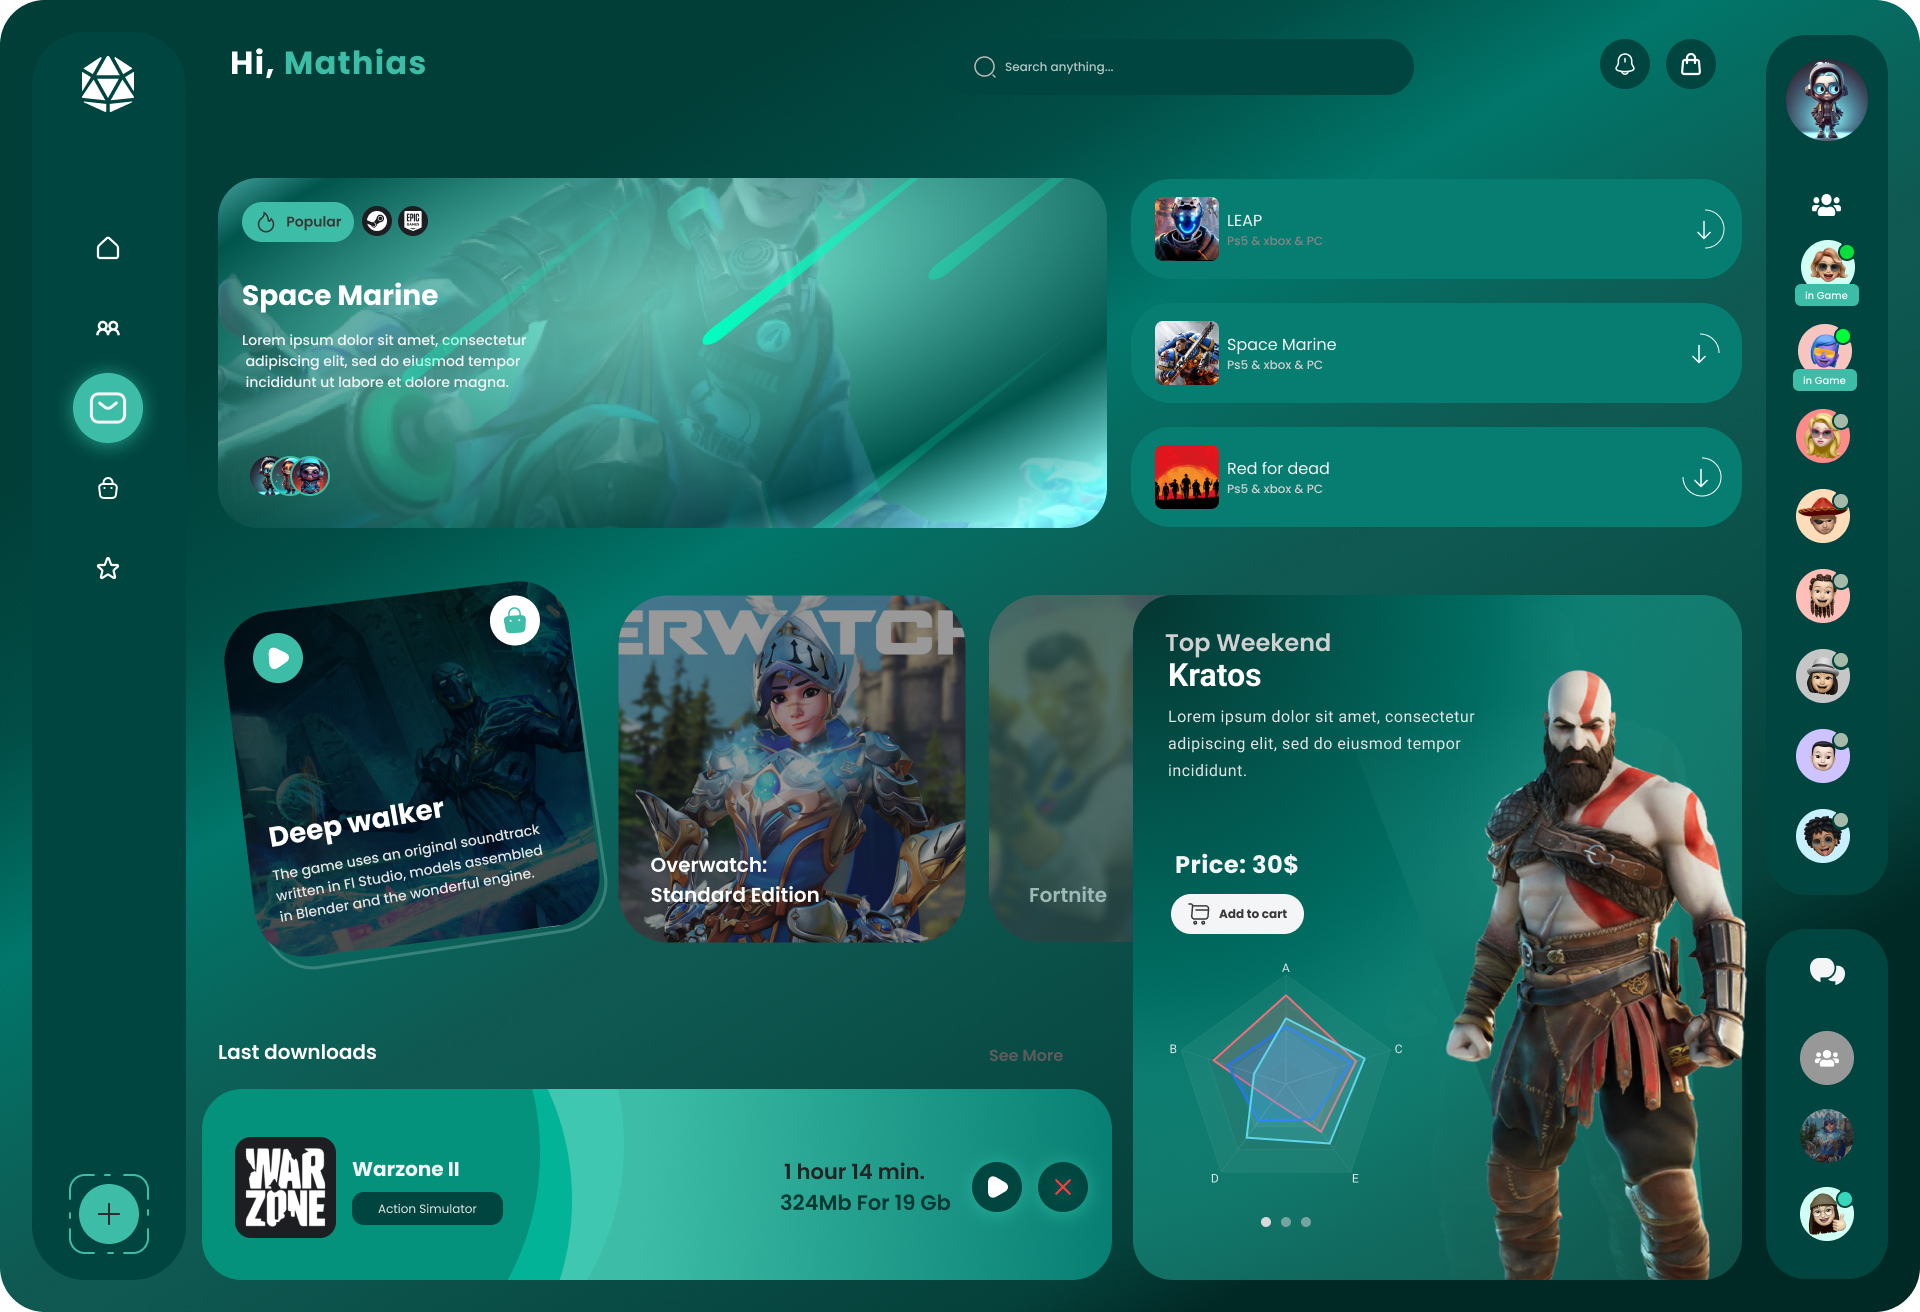 Hi, Mathias
Search anything...
Popular
EPIC
GAMES
Space Marine
Lorem ipsum dolor sit amet, consectetur
adipiscing elit, sed do eiusmod tempor
incididunt ut labore et dolore magna.
LEAP
Ps5 & xbox & PC
Space Marine
Ps5 & xbox & PC
Red for dead
Ps5 & xbox & PC
in Game
in Game
Deep walker
The game uses an original soundtrack
written in Fl Studio, models assembled
in Blender and the wonderful engine.
ERWATCH
Overwatch:
Standard Edition
Fortnite
Top Weekend
Kratos
Lorem ipsum dolor sit amet, consectetur
adipiscing elit, sed do eiusmod tempor
incididunt.
Price: 30$
Add to cart
A
B
C
D
E
Last downloads
See More
WAR
ZONE
Warzone II
Action Simulator
1 hour 14 min.
324Mb For 19 Gb